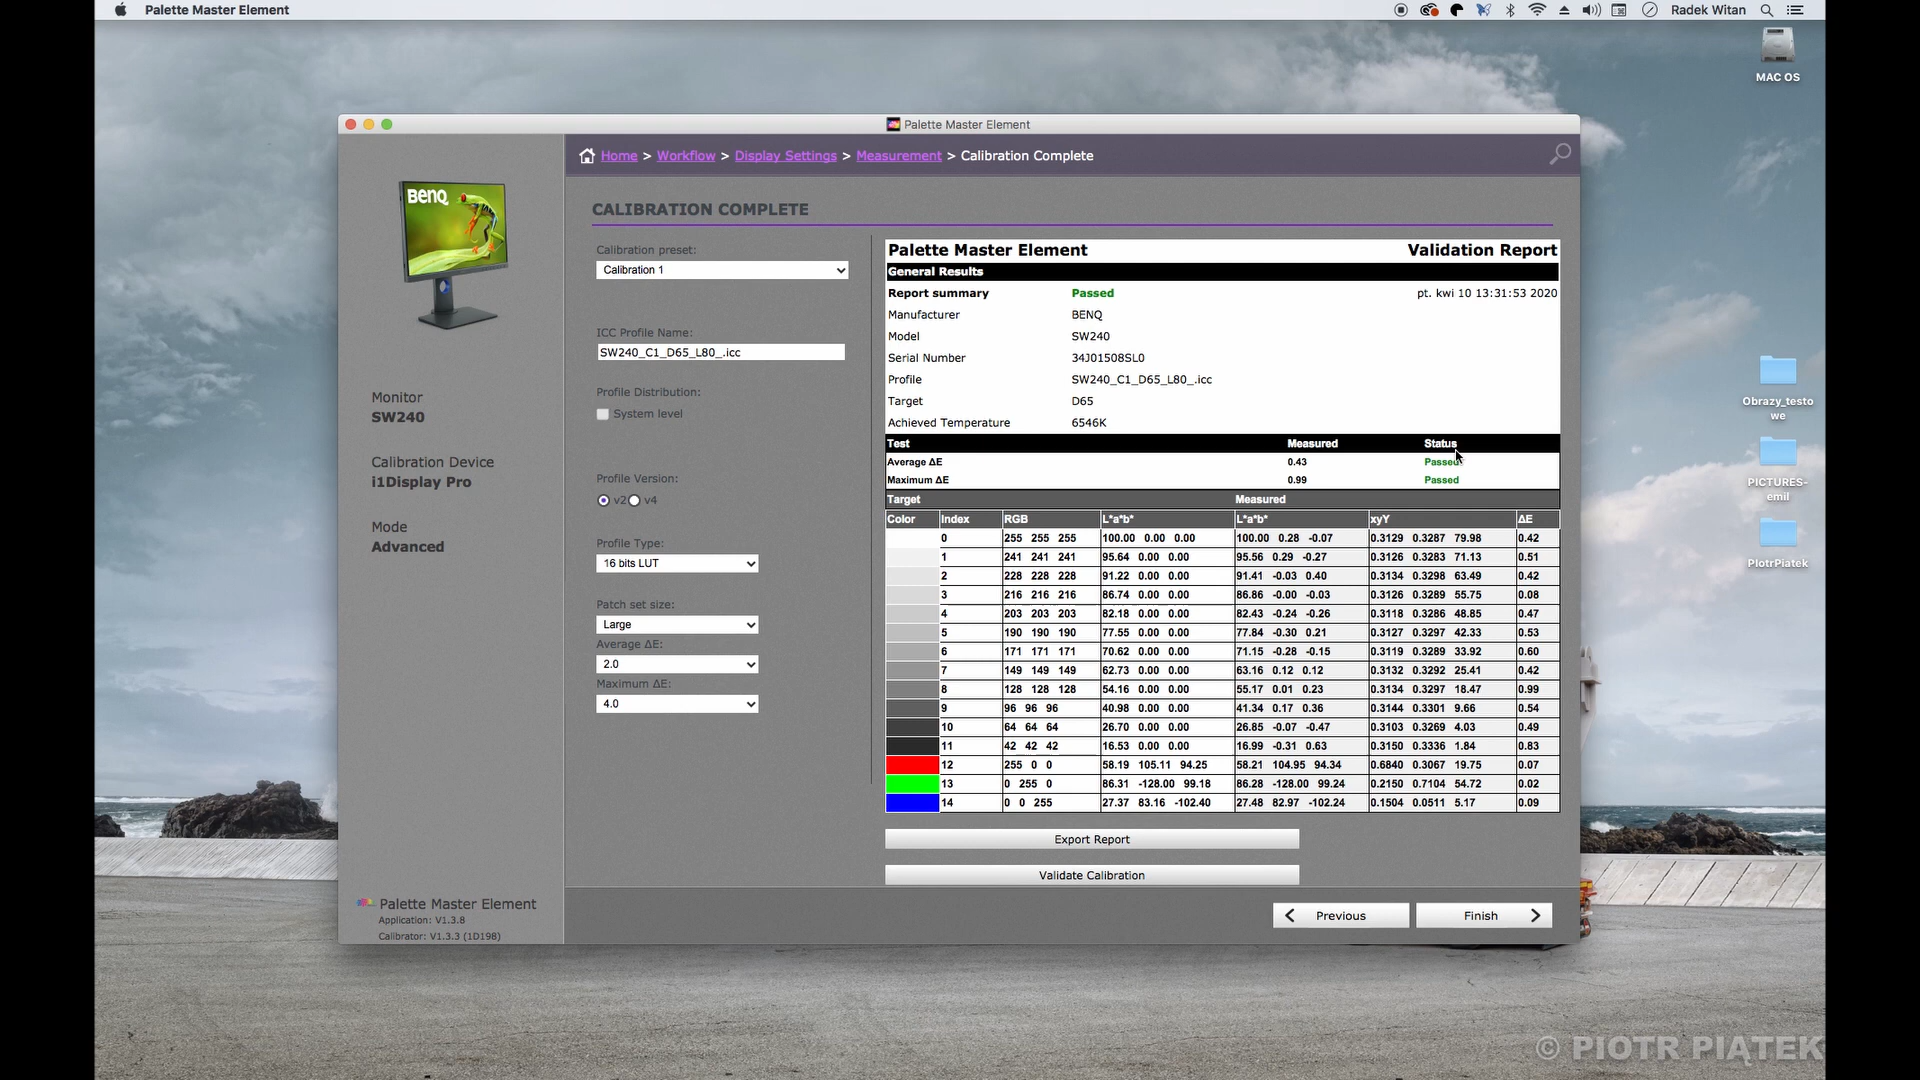 Palette Master Element
Radek Witan
MAC OS
Palette Master Element
Home > Workflow > Display Settings > Measurement > Calibration Complete
BenQ
CALIBRATION COMPLETE
Calibration preset:
Calibration 1
ICC Profile Name:
SW240_C1_D65_L80_.icc
Profile Distribution:
System level
Monitor
SW240
Calibration Device
i1Display Pro
Mode
Advanced
Profile Version:
v2 v4
Profile Type:
16 bits LUT
Patch set size:
Large
Average ΔE:
2.0
Maximum ΔE:
4.0
Palette Master Element Validation Report
General Results
Report summary Passed pt. kwi 10 13:31:53 2020
Manufacturer BENQ
Model SW240
Serial Number 34J01508SL0
Profile SW240_C1_D65_L80_.icc
Target D65
Achieved Temperature 6546K
Test Measured Status
Average ΔE 0.43 Passed
Maximum ΔE 0.99 Passed
Target Measured
Color Index RGB L*a*b* L*a*b* xyY ΔE
0 255 255 255 100.00 0.00 0.00 100.00 0.28 -0.07 0.3129 0.3287 79.98 0.42
1 241 241 241 95.64 0.00 0.00 95.56 0.29 -0.27 0.3126 0.3283 71.13 0.51
2 228 228 228 91.22 0.00 0.00 91.41 -0.03 0.40 0.3134 0.3298 63.49 0.42
3 216 216 216 86.74 0.00 0.00 86.86 -0.00 -0.03 0.3126 0.3289 55.75 0.08
4 203 203 203 82.18 0.00 0.00 82.43 -0.24 -0.26 0.3118 0.3286 48.85 0.47
5 190 190 190 77.55 0.00 0.00 77.84 -0.30 0.21 0.3127 0.3297 42.33 0.53
6 171 171 171 70.62 0.00 0.00 71.15 -0.28 -0.15 0.3119 0.3289 33.92 0.60
7 149 149 149 62.73 0.00 0.00 63.16 0.12 0.12 0.3132 0.3292 25.41 0.42
8 128 128 128 54.16 0.00 0.00 55.17 0.01 0.23 0.3134 0.3297 18.47 0.99
9 96 96 96 40.98 0.00 0.00 41.34 0.17 0.36 0.3144 0.3301 9.66 0.54
10 64 64 64 26.70 0.00 0.00 26.85 -0.07 -0.47 0.3103 0.3269 4.03 0.49
11 42 42 42 16.53 0.00 0.00 16.99 -0.31 0.63 0.3150 0.3336 1.84 0.83
12 255 0 0 58.19 105.11 94.25 58.21 104.95 94.34 0.6840 0.3067 19.75 0.07
13 0 255 0 86.31 -128.00 99.18 86.28 -128.00 99.24 0.2150 0.7104 54.72 0.02
14 0 0 255 27.37 83.16 -102.40 27.48 82.97 -102.24 0.1504 0.0511 5.17 0.09
Export Report
Validate Calibration
Previous
Finish
Palette Master Element
Application: V1.3.8
Calibrator: V1.3.3 (1D198)
Obrazy_testo
we
PICTURES-
emil
PiotrPiatek
© PIOTR PIĄTEK